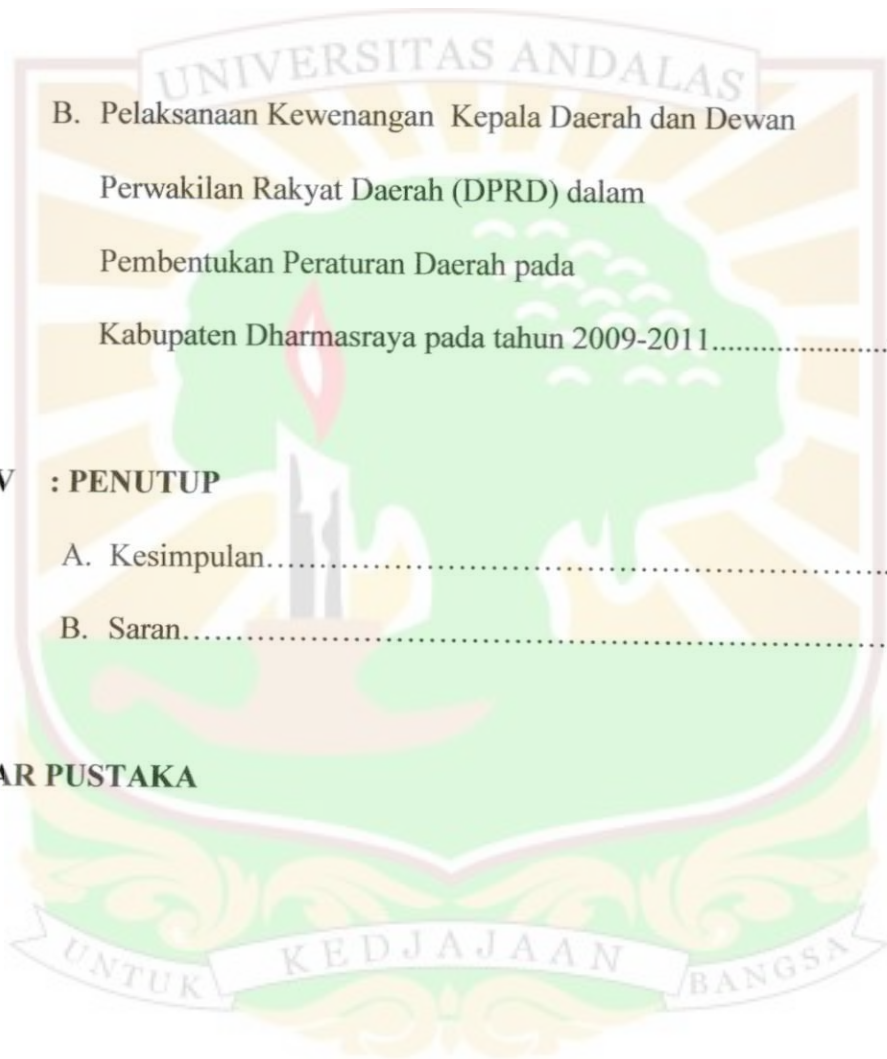 UNIVERSITAS ANDALAS
B. Pelaksanaan Kewenangan Kepala Daerah dan Dewan
Perwakilan Rakyat Daerah (DPRD) dalam
Pembentukan Peraturan Daerah pada
Kabupaten Dharmasraya pada tahun 2009-2011......................
V : PENUTUP
A. Kesimpulan..............................................................
B. Saran.......................................................................
AR PUSTAKA
UNTUK KEDJAJAAN BANGSA